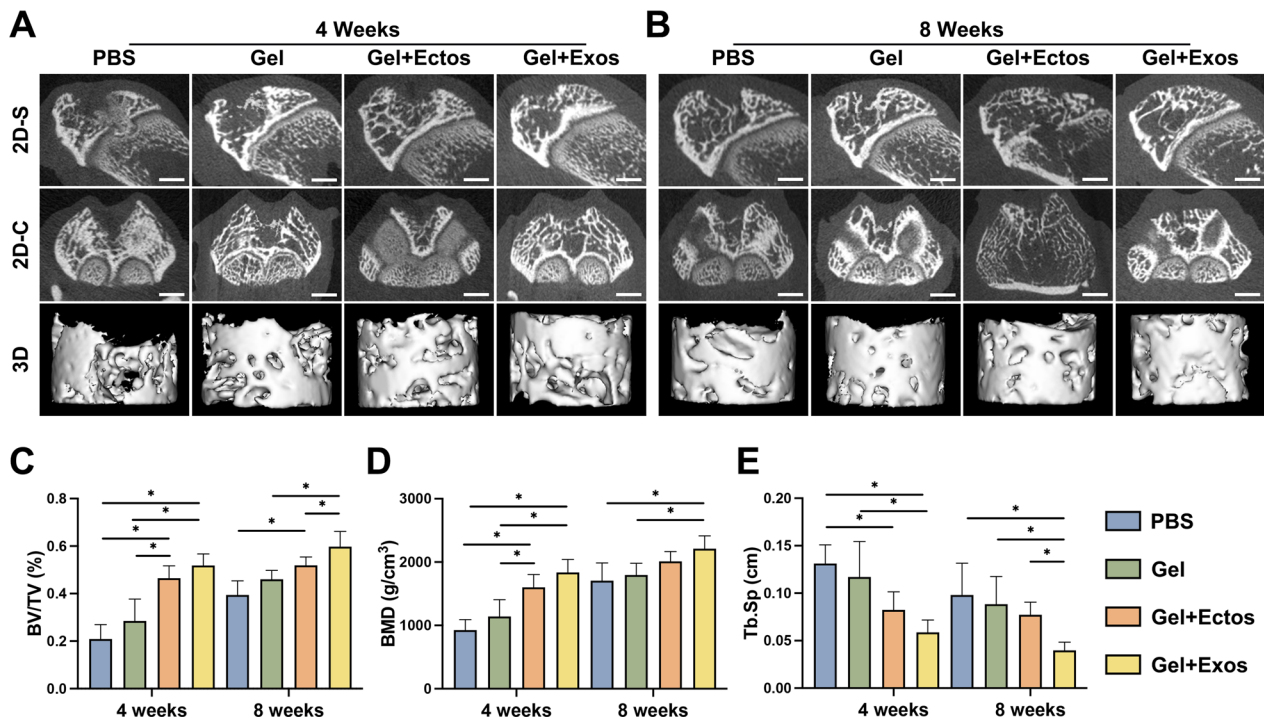 A
4 Weeks
PBS Gel Gel+Ectos Gel+Exos
B
8 Weeks
PBS Gel Gel+Ectos Gel+Exos
2D-S
2D-C
3D
C
BV/TV (%)
0.8
0.6
0.4
0.2
0.0
* * * *
* * *
4 weeks 8 weeks
D
BMD (g/cm³)
3000
2000
1000
0
* * * *
* *
4 weeks 8 weeks
E
Tb.Sp (cm)
0.20
0.15
0.10
0.05
0.00
* * *
* * *
4 weeks 8 weeks
PBS
Gel
Gel+Ectos
Gel+Exos